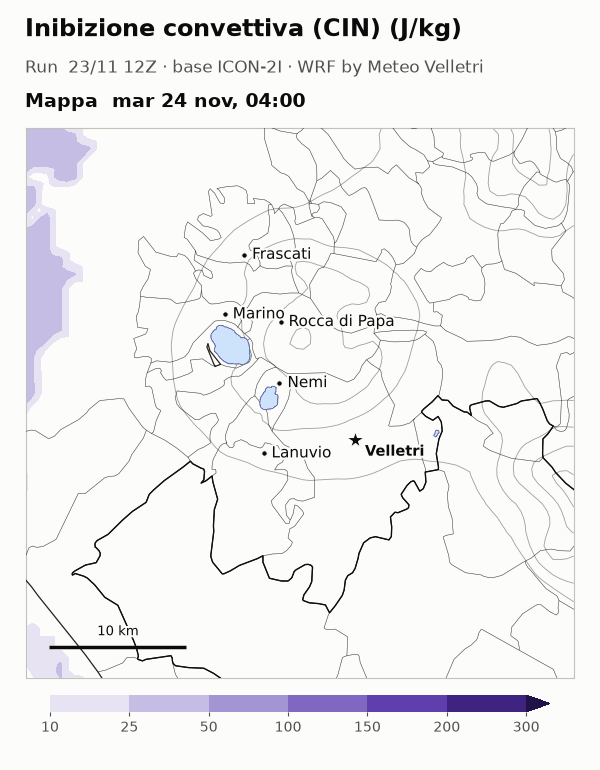 Inibizione convettiva (CIN) (J/kg)
Run 23/11 12Z · base ICON-2I · WRF by Meteo Velletri
Mappa mar 24 nov, 04:00
Frascati
Marino
Rocca di Papa
Nemi
Velletri
Lanuvio
10 km
10 25 50 100 150 200 300